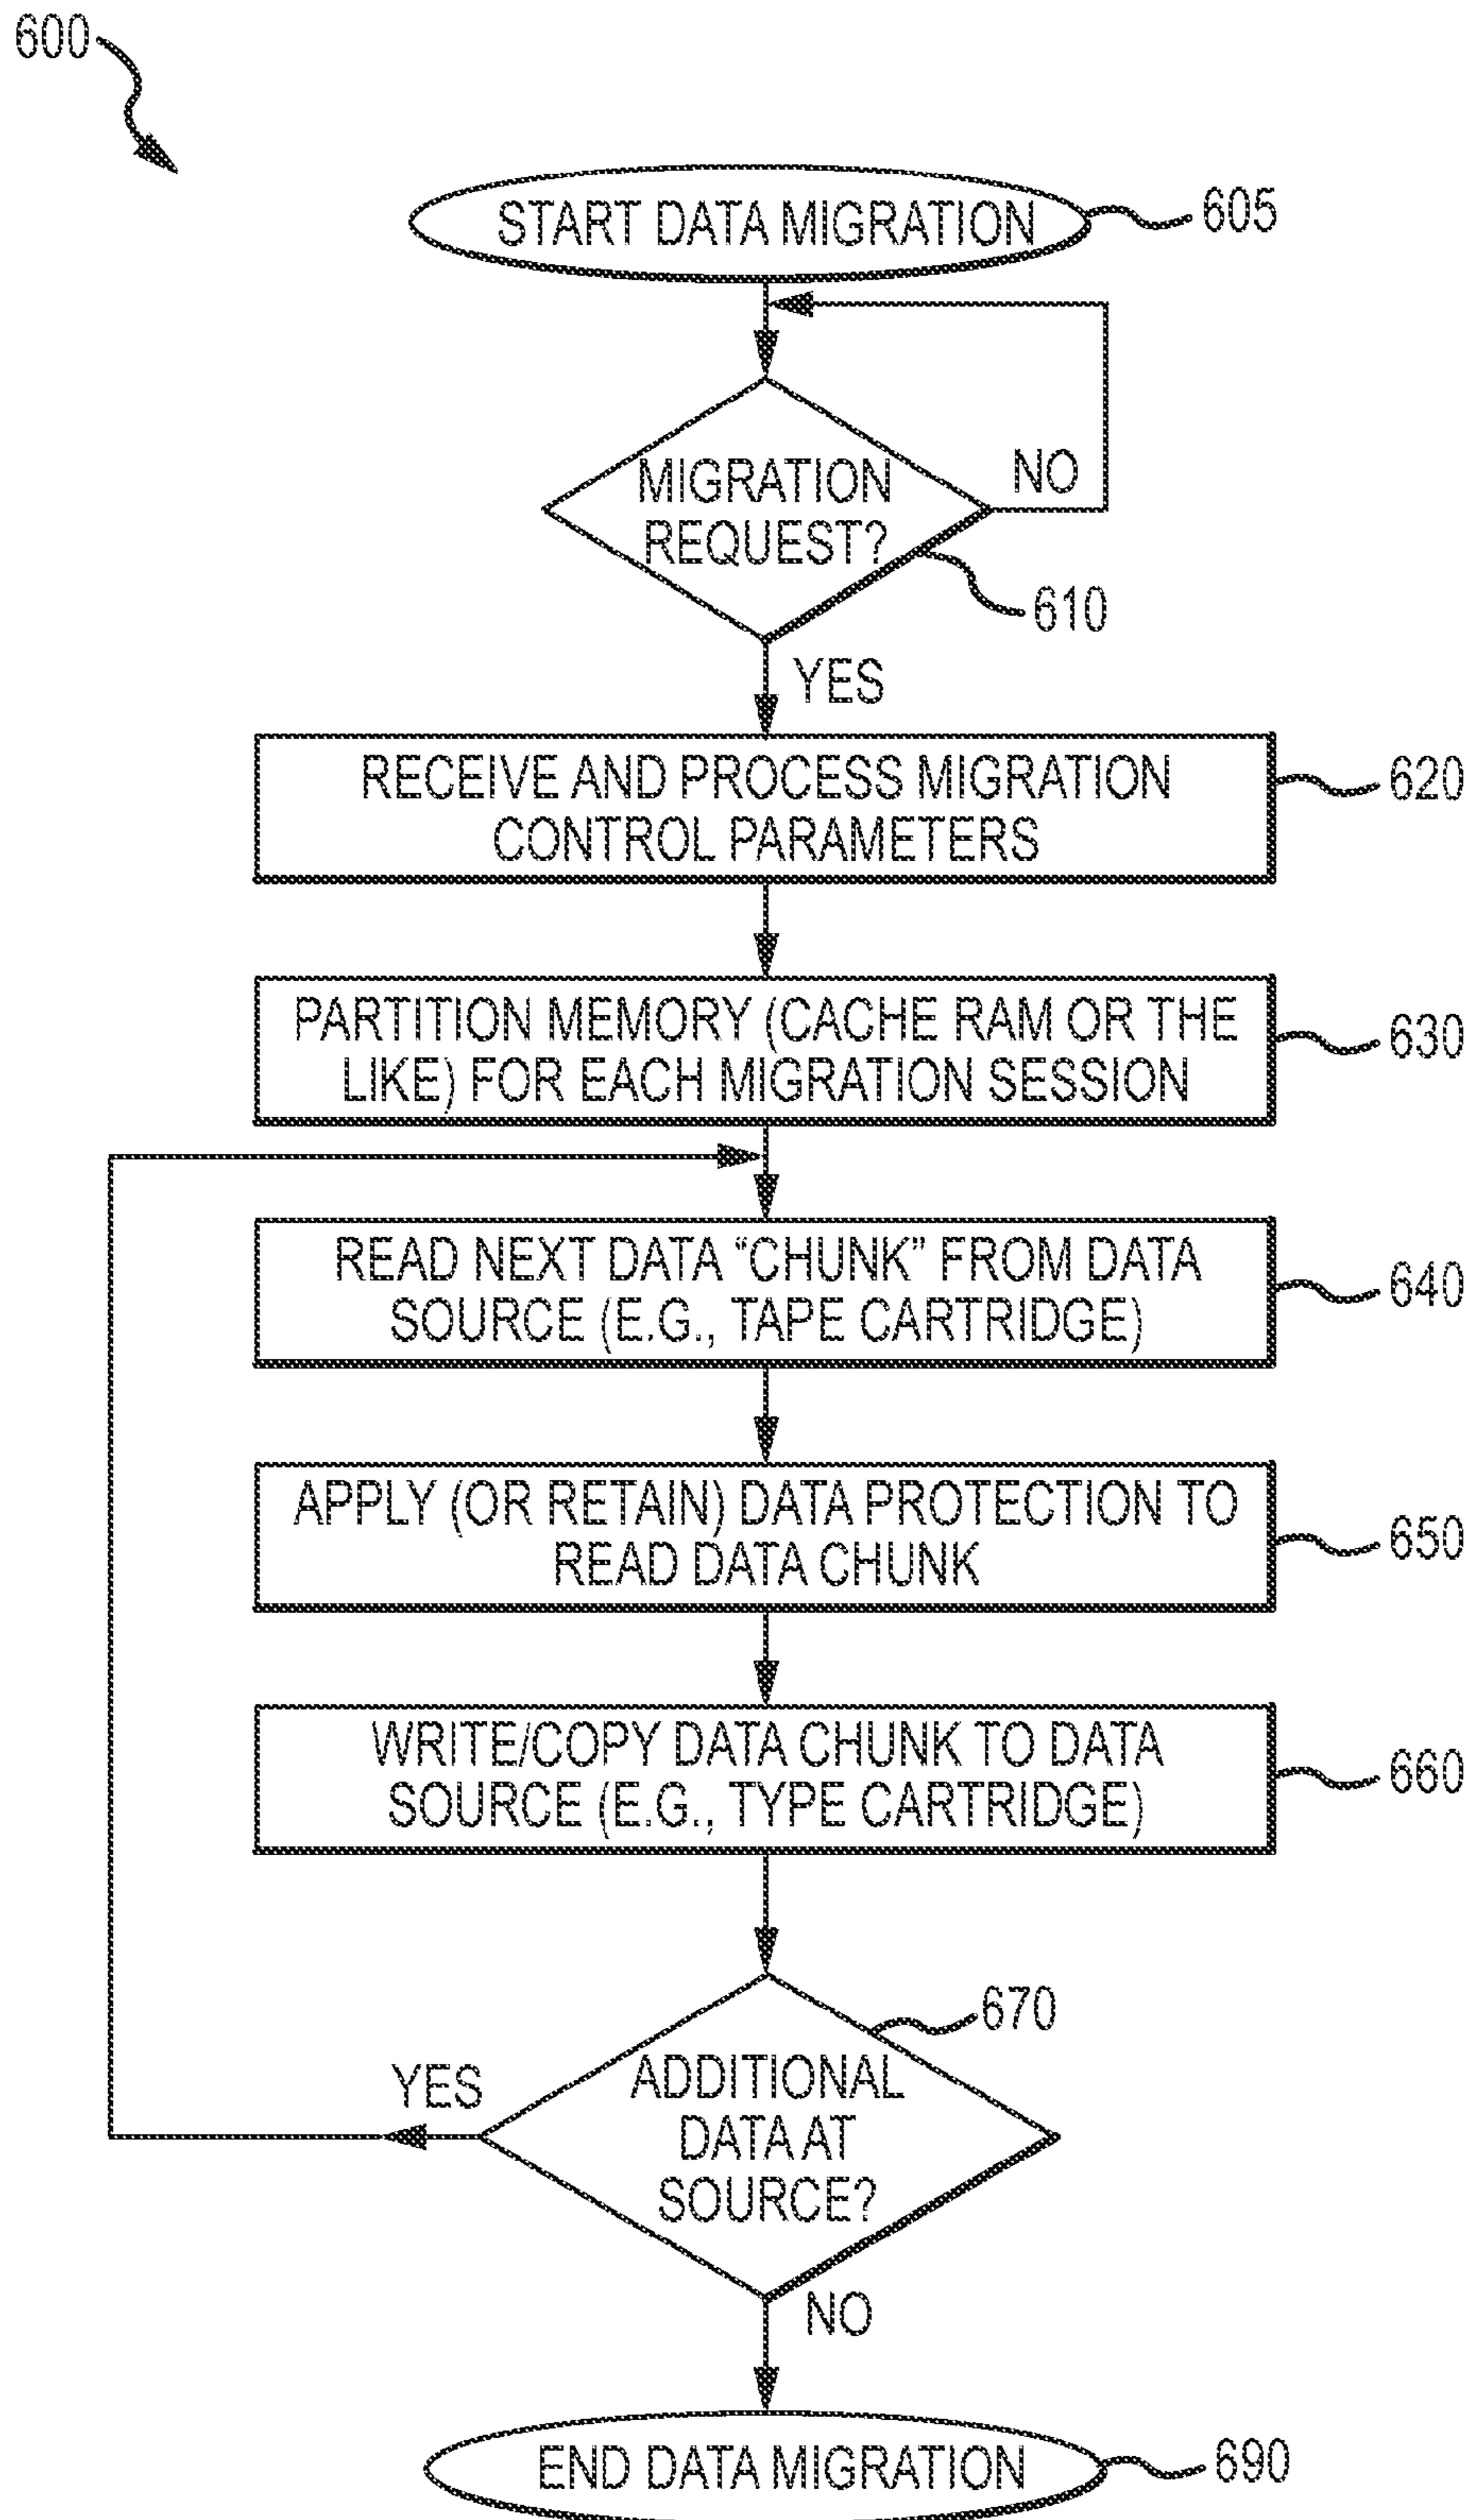 600
START DATA MIGRATION
605
MIGRATION
REQUEST?
NO
610
YES
RECEIVE AND PROCESS MIGRATION
CONTROL PARAMETERS
620
PARTITION MEMORY (CACHE RAM OR THE
LIKE) FOR EACH MIGRATION SESSION
630
READ NEXT DATA “CHUNK” FROM DATA
SOURCE (E.G., TAPE CARTRIDGE)
640
APPLY (OR RETAIN) DATA PROTECTION TO
READ DATA CHUNK
650
WRITE/COPY DATA CHUNK TO DATA
SOURCE (E.G., TYPE CARTRIDGE)
660
670
YES
ADDITIONAL
DATA AT
SOURCE?
NO
END DATA MIGRATION
690